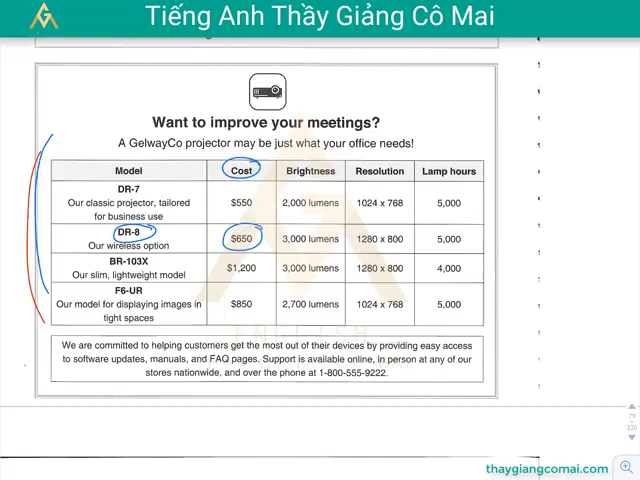 Tiếng Anh Thầy Giảng Cô Mai
Want to improve your meetings?
A GelwayCo projector may be just what your office needs!
Model Cost Brightness Resolution Lamp hours
DR-7
Our classic projector, tailored
for business use
$550 2,000 lumens 1024 x 768 5,000
DR-8
Our wireless option
$650 3,000 lumens 1280 x 800 5,000
BR-103X
Our slim, lightweight model
$1,200 3,000 lumens 1280 x 800 4,000
F6-UR
Our model for displaying images in
tight spaces
$850 2,700 lumens 1024 x 768 5,000
ENGLISH
We are committed to helping customers get the most out of their devices by providing easy access
to software updates, manuals, and FAQ pages. Support is available online, in person at any of our
stores nationwide, and over the phone at 1-800-555-9222.
79
220
thaygiangcomai.com